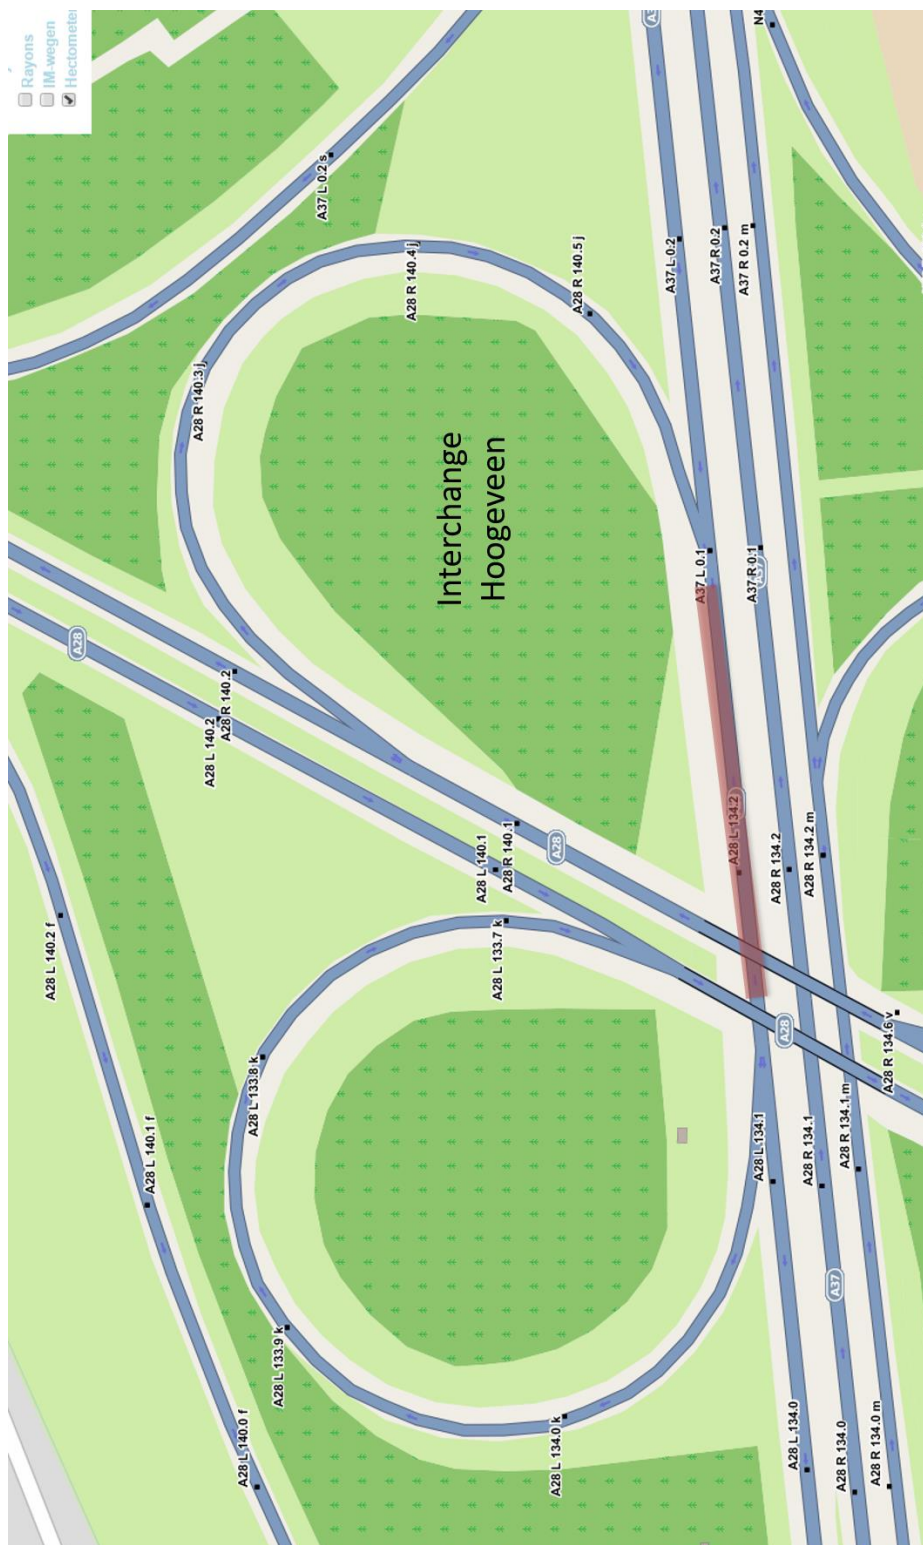 Rayons
IM-wegen
Hectometer
A37 L 0.2 s
A28 R 140.4 j
A28 R 140.5 j
A28 R 140.3 j
A37 L 0.2
A37 R 0.2
A37 R 0.2 m
N4
Interchange
Hoogeveen
A28
A28 L 140.2
A28 R 140.2
A37 L 0.1
A37 R 0.1
A28 L 140.1
A28 R 140.1
A28
A28 L 134.2
A28 R 134.2
A28 R 134.2 m
A28 L 140.2 f
A28 L 133.7 k
A28
A28 R 134.6 v
A28 L 133.8 k
A28 L 140.1 f
A28 L 134.1
A28 R 134.1
A28 R 134.1 m
A37
A28 L 133.9 k
A28 L 134.0 k
A28 L 140.0 f
A28 L 134.0
A28 R 134.0
A28 R 134.0 m